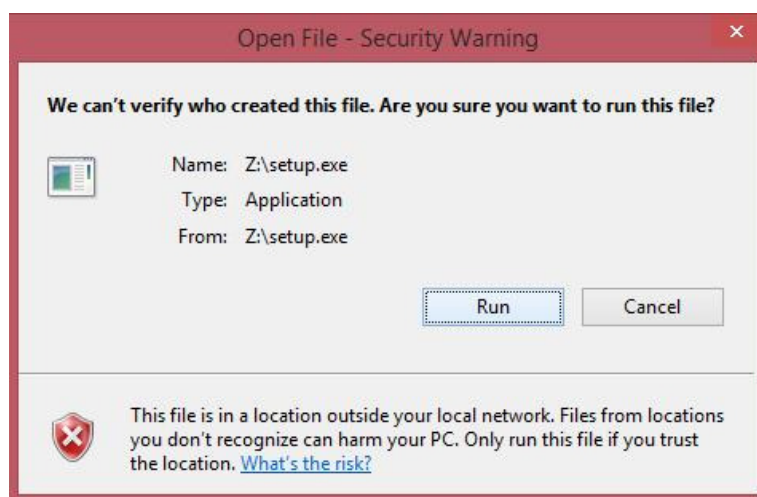 Open File - Security Warning
We can't verify who created this file. Are you sure you want to run this file?
Name: Z:\setup.exe
Type: Application
From: Z:\setup.exe
Run Cancel
This file is in a location outside your local network. Files from locations
you don't recognize can harm your PC. Only run this file if you trust
the location. What's the risk?